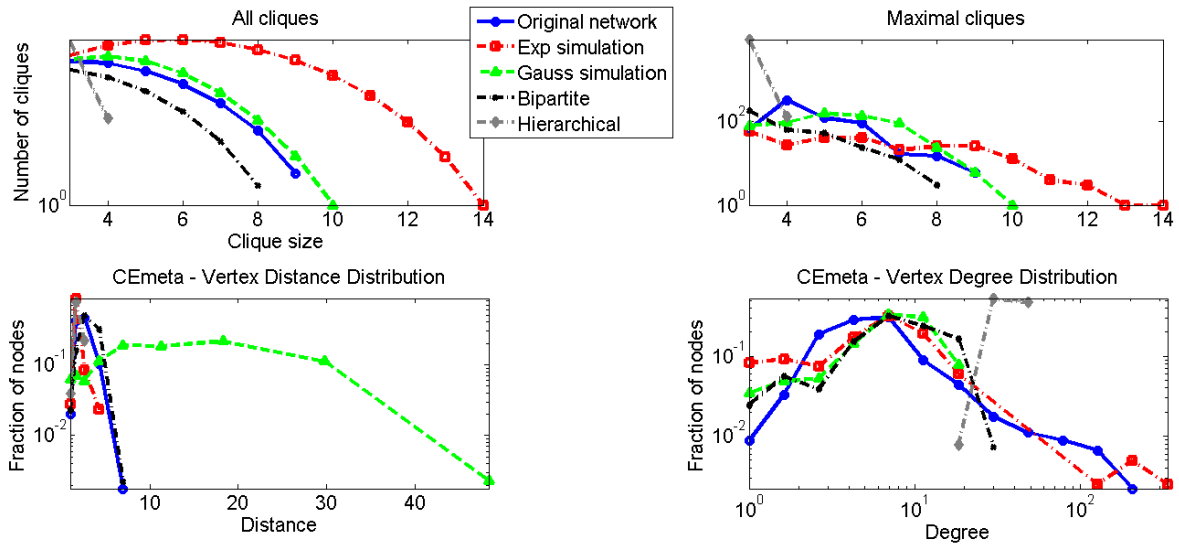 All cliques
Number of cliques
10^0
4 6 8 10 12 14
Clique size
Original network
Exp simulation
Gauss simulation
Bipartite
Hierarchical
Maximal cliques
10^2
10^0
4 6 8 10 12 14
CEmeta - Vertex Distance Distribution
Fraction of nodes
10^-1
10^-2
10 20 30 40
Distance
CEmeta - Vertex Degree Distribution
Fraction of nodes
10^-1
10^-2
10^0 10^1 10^2
Degree